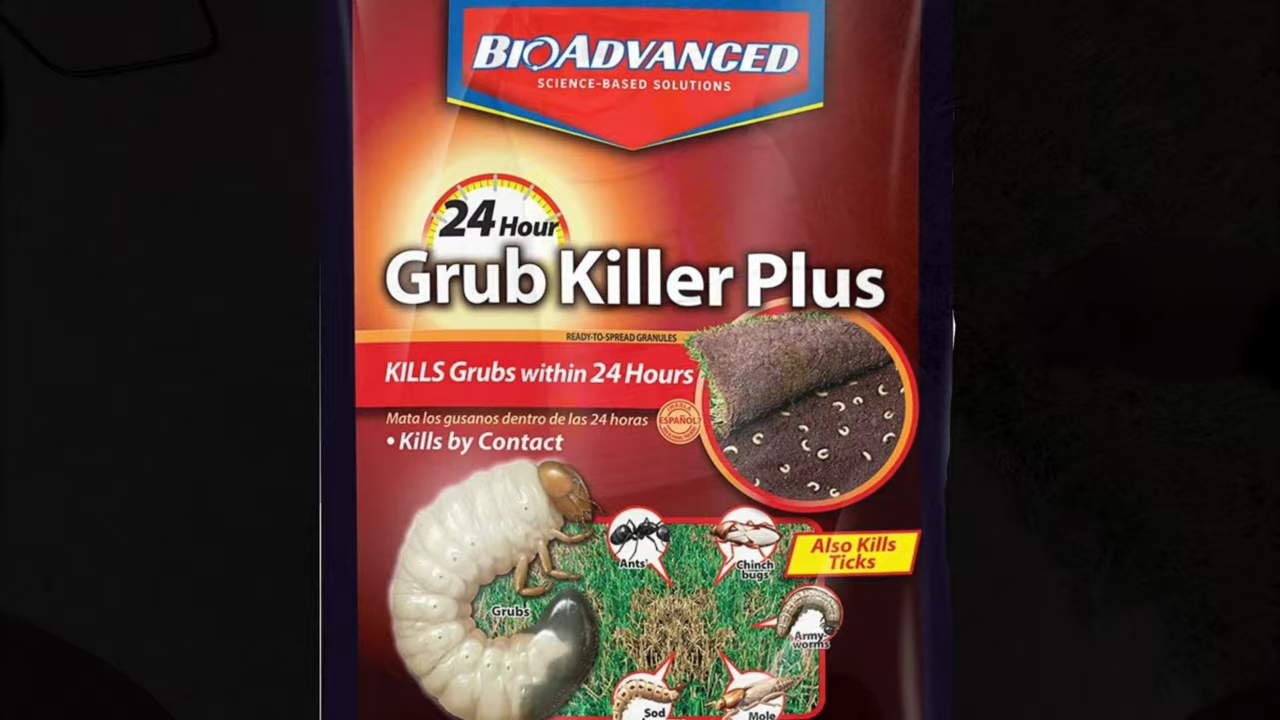 BIOADVANCED
SCIENCE-BASED SOLUTIONS
24 Hour
Grub Killer Plus
READY-TO-SPREAD GRANULES
KILLS Grubs within 24 Hours
Mata los gusanos dentro de las 24 horas
ESPAÑOL
• Kills by Contact
Also Kills
Ticks
Ants
Chinch
bugs
Grubs
Army-
worms
Sod
Mole